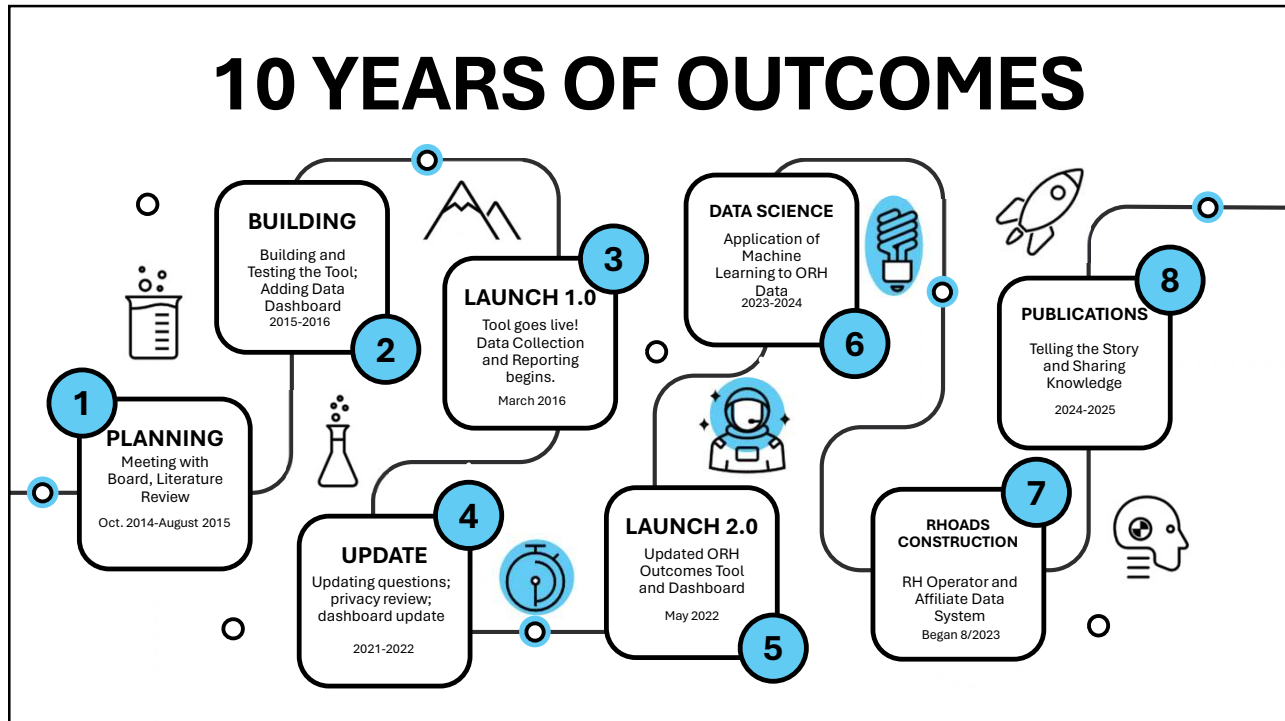 10 YEARS OF OUTCOMES
1
PLANNING
Meeting with
Board, Literature
Review
Oct. 2014-August 2015
BUILDING
Building and
Testing the Tool;
Adding Data
Dashboard
2015-2016
2
3
LAUNCH 1.0
Tool goes live!
Data Collection
and Reporting
begins.
March 2016
4
UPDATE
Updating questions;
privacy review;
dashboard update
2021-2022
LAUNCH 2.0
Updated ORH
Outcomes Tool
and Dashboard
May 2022
5
DATA SCIENCE
Application of
Machine
Learning to ORH
Data
2023-2024
6
7
RHOADS
CONSTRUCTION
RH Operator and
Affiliate Data
System
Began 8/2023
8
PUBLICATIONS
Telling the Story
and Sharing
Knowledge
2024-2025